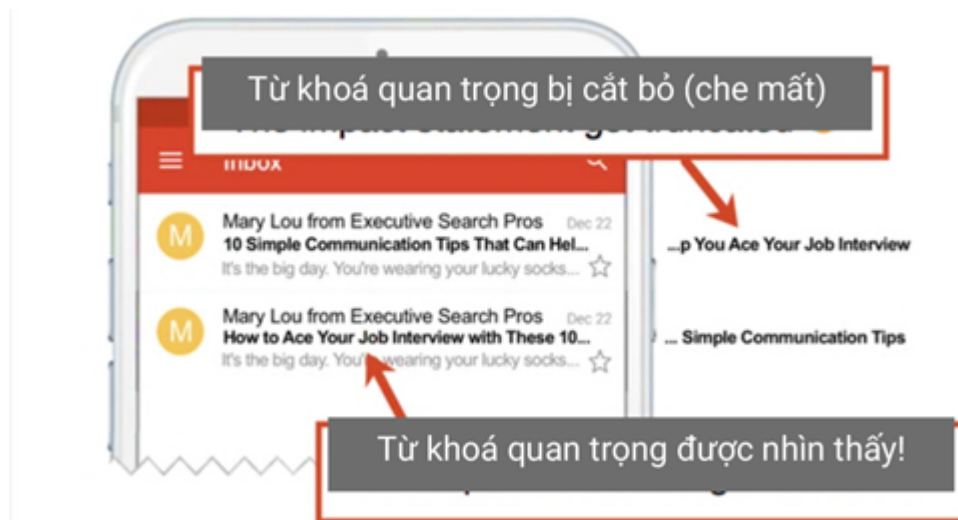 Từ khoá quan trọng bị cắt bỏ (che mất)
Inbox
Mary Lou from Executive Search Pros Dec 22
10 Simple Communication Tips That Can Hel...
...p You Ace Your Job Interview
It's the big day. You're wearing your lucky socks...
Mary Lou from Executive Search Pros Dec 22
How to Ace Your Job Interview with These 10...
... Simple Communication Tips
It's the big day. You're wearing your lucky socks...
Từ khoá quan trọng được nhìn thấy!
M
M